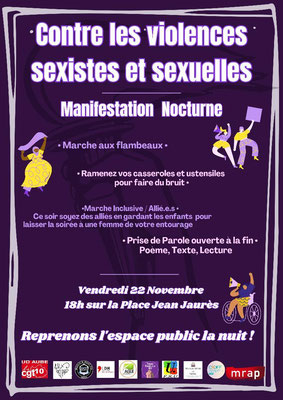 Contre les violences
sexistes et sexuelles
Manifestation Nocturne
• Marche aux flambeaux •
• Ramenez vos casseroles et ustensiles
pour faire du bruit •
•Marche Inclusive / Allié.e.s •
Ce soir soyez des alliés en gardant les enfants pour
laisser la soirée à une femme de votre entourage
• Prise de Parole ouverte à la fin •
Poème, Texte, Lecture
Vendredi 22 Novembre
18h sur la Place Jean Jaurès
Reprenons l'espace public la nuit !
UD AUBE
cgt10
mrap